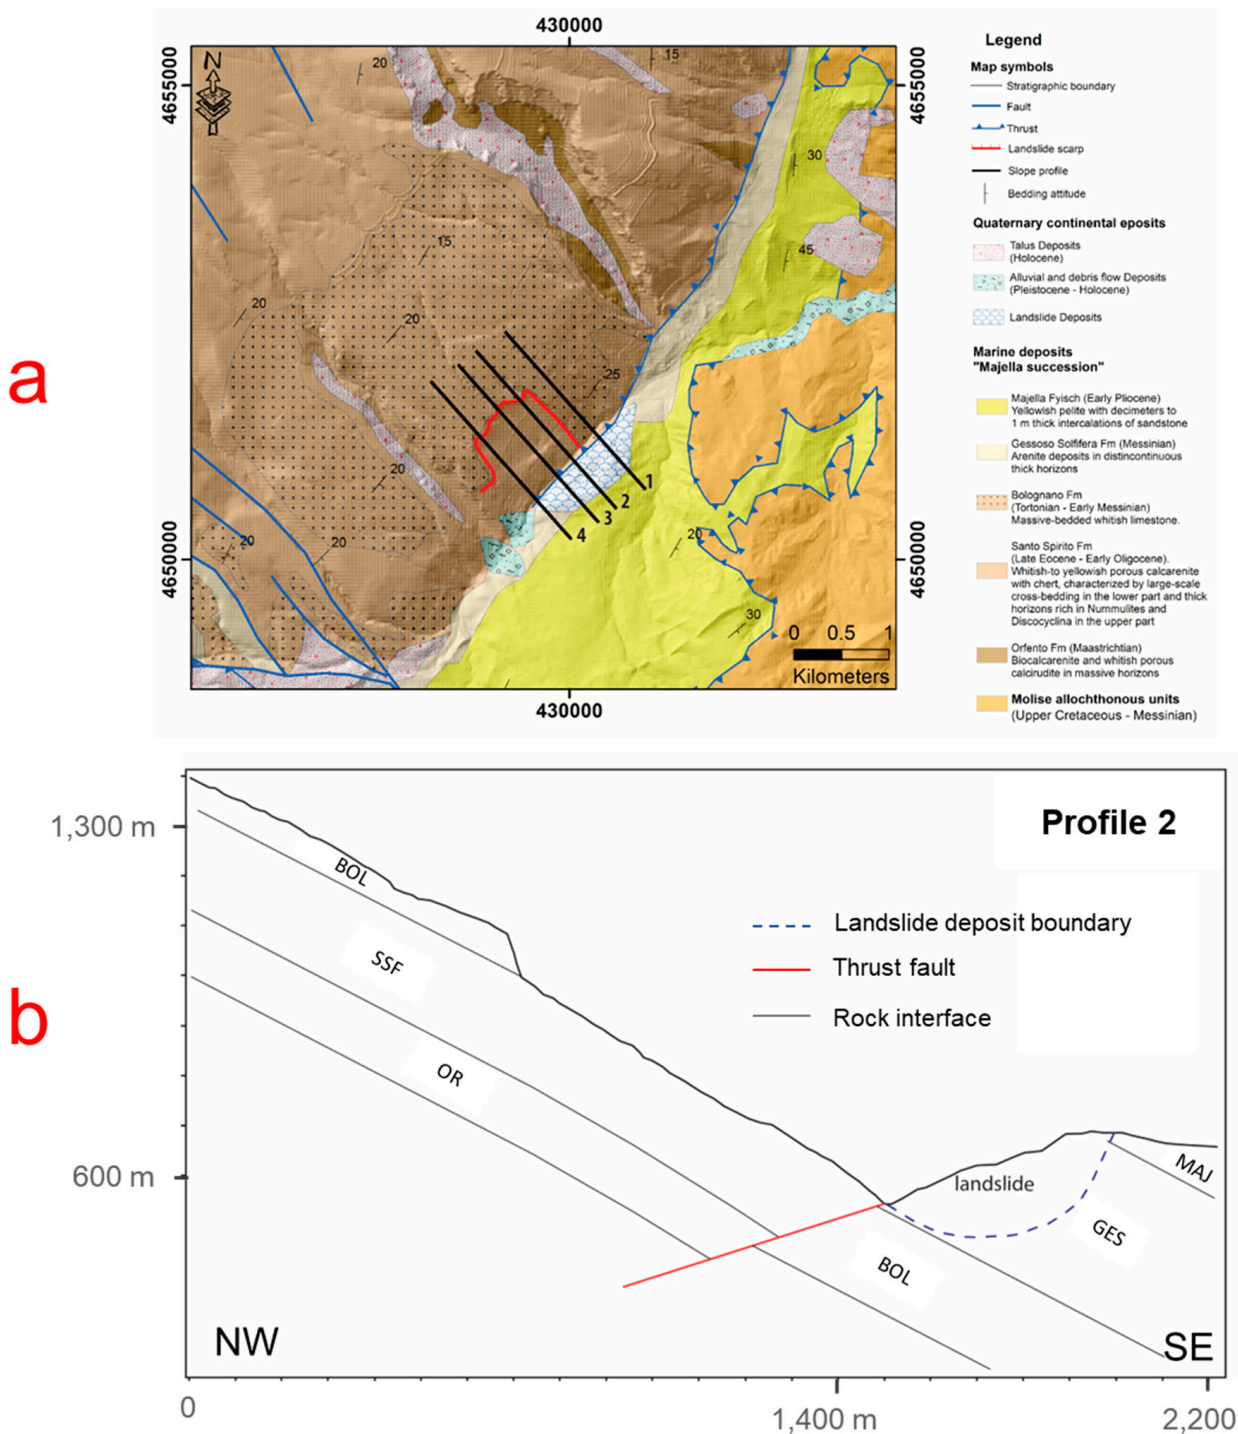 a
430000
4655000
4655000
4650000
4650000
430000
N
20
15
30
45
15
20
20
25
20
20
20
20
30
1
2
3
4
0 0.5 1
Kilometers
Legend
Map symbols
Stratigraphic boundary
Fault
Thrust
Landslide scarp
Slope profile
Bedding attitude
Quaternary continental eposits
Talus Deposits
(Holocene)
Alluvial and debris flow Deposits
(Pleistocene - Holocene)
Landslide Deposits
Marine deposits
"Majella succession"
Majella Fyisch (Early Pliocene)
Yellowish pelite with decimeters to
1 m thick intercalations of sandstone
Gessoso Solfifera Fm (Messinian)
Arenite deposits in distincontinuous
thick horizons
Bolognano Fm
(Tortonian - Early Messinian)
Massive-bedded whitish limestone.
Santo Spirito Fm
(Late Eocene - Early Oligocene).
Whitish-to yellowish porous calcarenite
with chert, characterized by large-scale
cross-bedding in the lower part and thick
horizons rich in Nummulites and
Discocyclina in the upper part
Orfento Fm (Maastrichtian)
Biocalcarenite and whitish porous
calcirudite in massive horizons
Molise allochthonous units
(Upper Cretaceous - Messinian)
b
Profile 2
1,300 m
600 m
Landslide deposit boundary
Thrust fault
Rock interface
BOL
SSF
OR
landslide
MAJ
GES
BOL
NW
SE
0
1,400 m
2,200